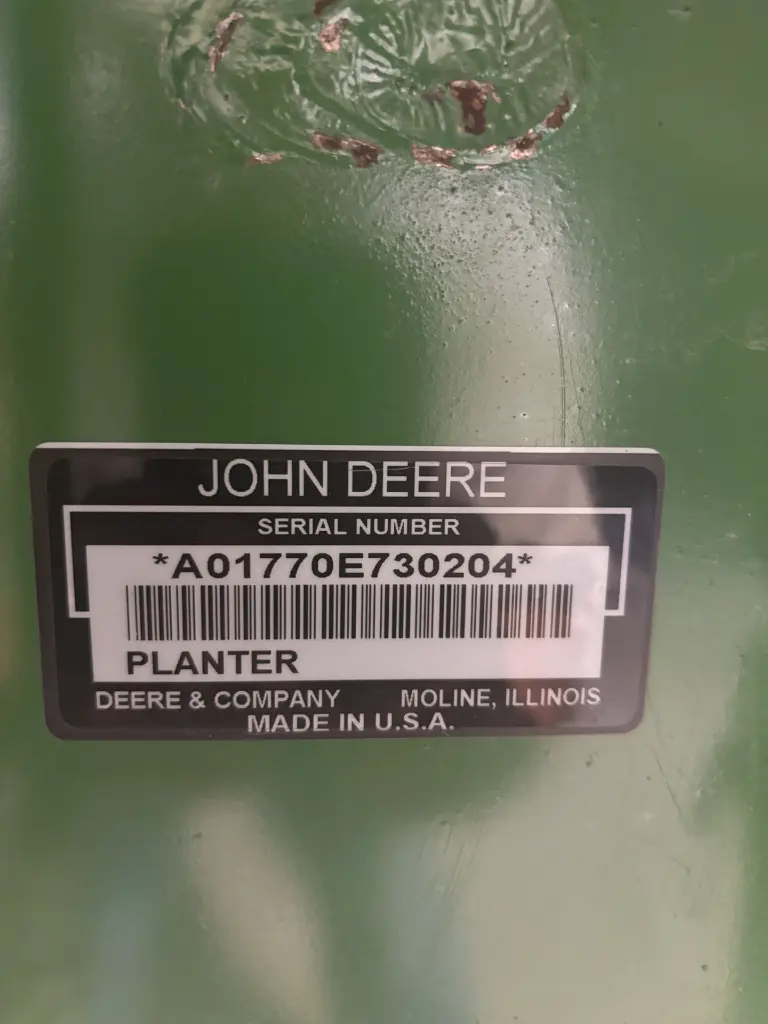 JOHN DEERE
SERIAL NUMBER
*A01770E730204*
PLANTER
DEERE & COMPANY MOLINE, ILLINOIS
MADE IN U.S.A.